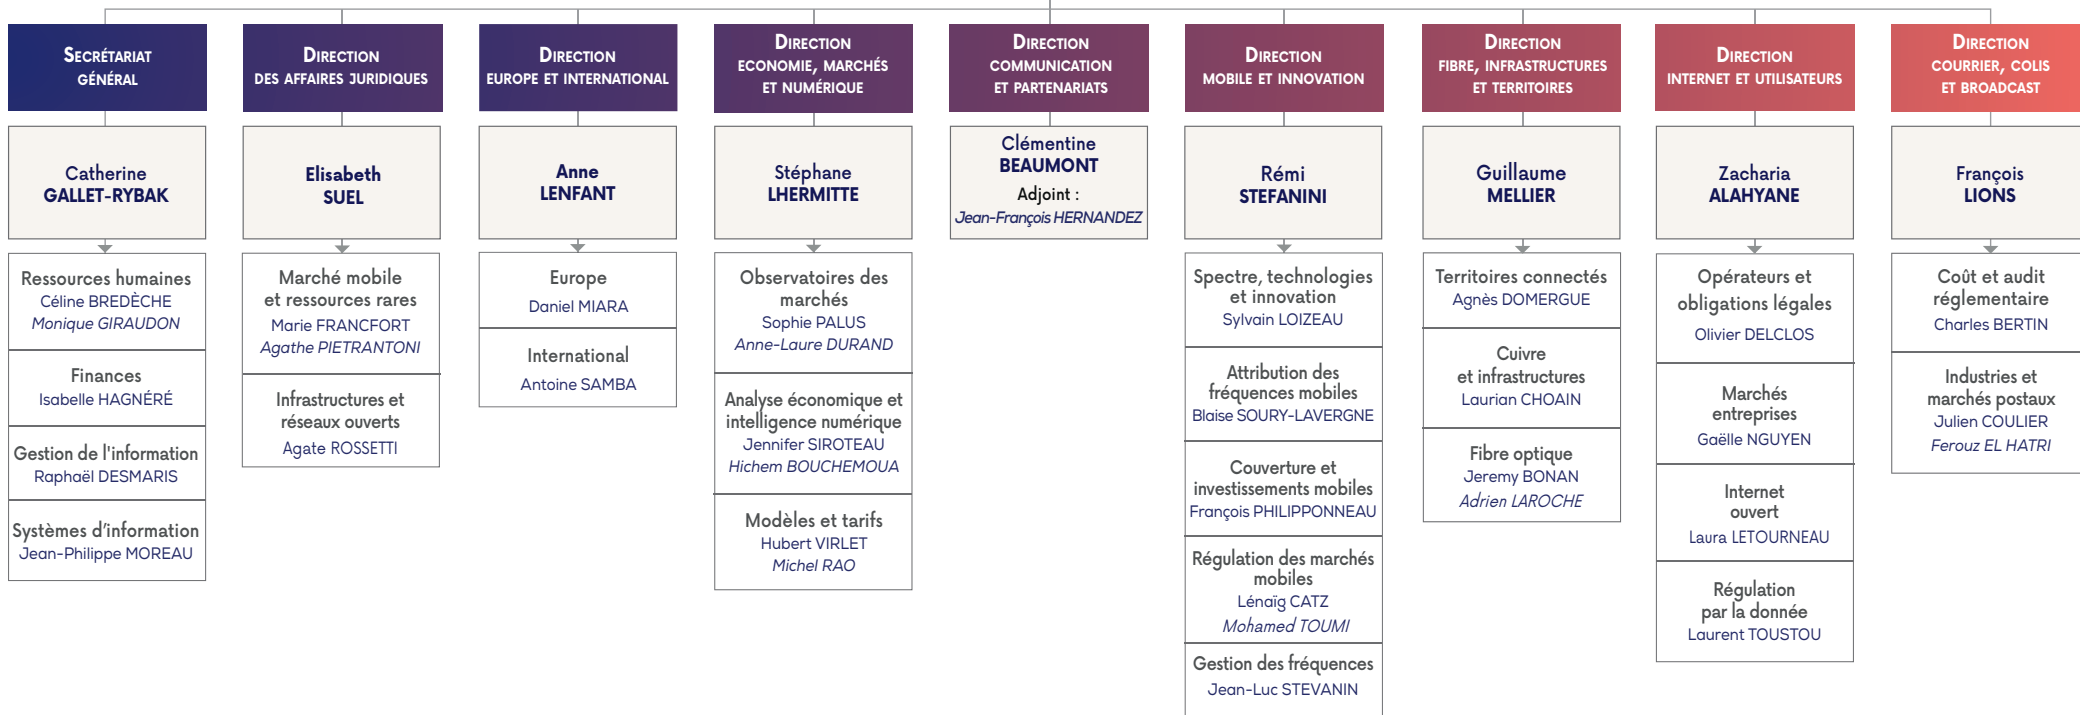 SECRÉTARIAT
GÉNÉRAL
Catherine
GALLET-RYBAK
Ressources humaines
Céline BREDÈCHE
Monique GIRAUDON
Finances
Isabelle HAGNÉRÉ
Gestion de l'information
Raphaël DESMARIS
Systèmes d’information
Jean-Philippe MOREAU
DIRECTION
DES AFFAIRES JURIDIQUES
Elisabeth
SUEL
Marché mobile
et ressources rares
Marie FRANCFORT
Agathe PIETRANTONI
Infrastructures et
réseaux ouverts
Agate ROSSETTI
DIRECTION
EUROPE ET INTERNATIONAL
Anne
LENFANT
Europe
Daniel MIARA
International
Antoine SAMBA
DIRECTION
ECONOMIE, MARCHÉS
ET NUMÉRIQUE
Stéphane
LHERMITTE
Observatoires des
marchés
Sophie PALUS
Anne-Laure DURAND
Analyse économique et
intelligence numérique
Jennifer SIROTEAU
Hichem BOUCHEMOUA
Modèles et tarifs
Hubert VIRLET
Michel RAO
DIRECTION
COMMUNICATION
ET PARTENARIATS
Clémentine
BEAUMONT
Adjoint :
Jean-François HERNANDEZ
DIRECTION
MOBILE ET INNOVATION
Rémi
STEFANINI
Spectre, technologies
et innovation
Sylvain LOIZEAU
Attribution des
fréquences mobiles
Blaise SOURY-LAVERGNE
Couverture et
investissements mobiles
François PHILIPPONNEAU
Régulation des marchés
mobiles
Lénaïg CATZ
Mohamed TOUMI
Gestion des fréquences
Jean-Luc STEVANIN
DIRECTION
FIBRE, INFRASTRUCTURES
ET TERRITOIRES
Guillaume
MELLIER
Territoires connectés
Agnès DOMERGUE
Cuivre
et infrastructures
Laurian CHOAIN
Fibre optique
Jeremy BONAN
Adrien LAROCHE
DIRECTION
INTERNET ET UTILISATEURS
Zacharia
ALAHYANE
Opérateurs et
obligations légales
Olivier DELCLOS
Marchés
entreprises
Gaëlle NGUYEN
Internet
ouvert
Laura LETOURNEAU
Régulation
par la donnée
Laurent TOUSTOU
DIRECTION
COURRIER, COLIS
ET BROADCAST
François
LIONS
Coût et audit
réglementaire
Charles BERTIN
Industries et
marchés postaux
Julien COULIER
Ferouz EL HATRI